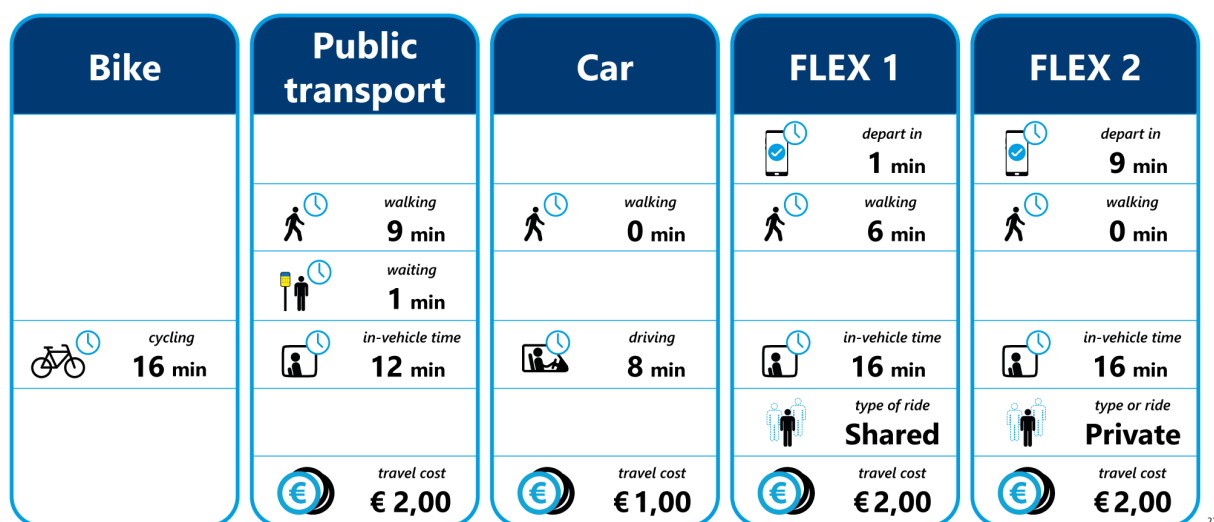 Bike
cycling
16 min
Public
transport
walking
9 min
waiting
1 min
in-vehicle time
12 min
travel cost
€ 2,00
Car
walking
0 min
driving
8 min
travel cost
€ 1,00
FLEX 1
depart in
1 min
walking
6 min
in-vehicle time
16 min
type of ride
Shared
travel cost
€ 2,00
FLEX 2
depart in
9 min
walking
0 min
in-vehicle time
16 min
type or ride
Private
travel cost
€ 2,00